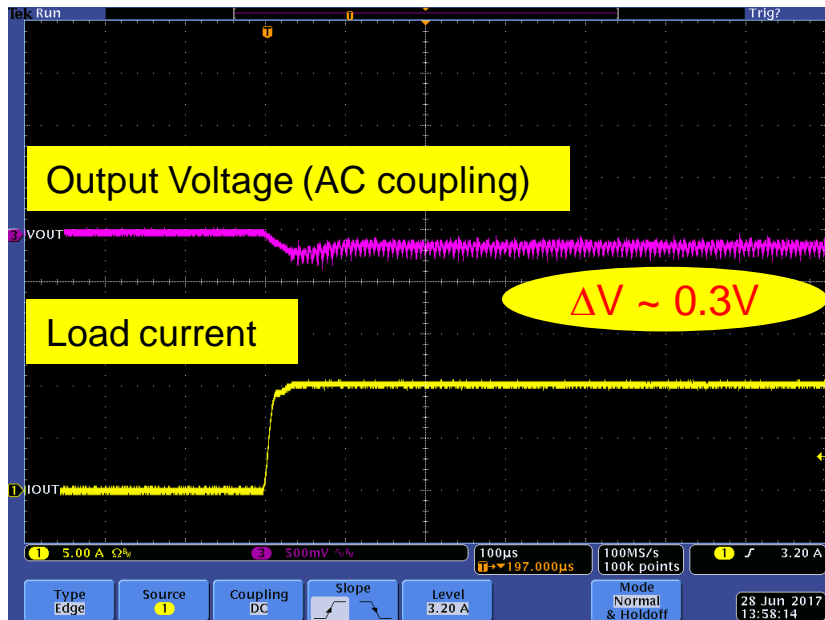 Tek Run
Trig?
T
T
Output Voltage (AC coupling)
3 VOUT
ΔV ~ 0.3V
Load current
1 IOUT
1 5.00 A Ω
3 500mV
100µs
T→▼197.000µs
100MS/s
100k points
1 3.20 A
Type
Edge
Source
1
Coupling
DC
Slope
Level
3.20 A
Mode
Normal
& Holdoff
28 Jun 2017
13:58:14